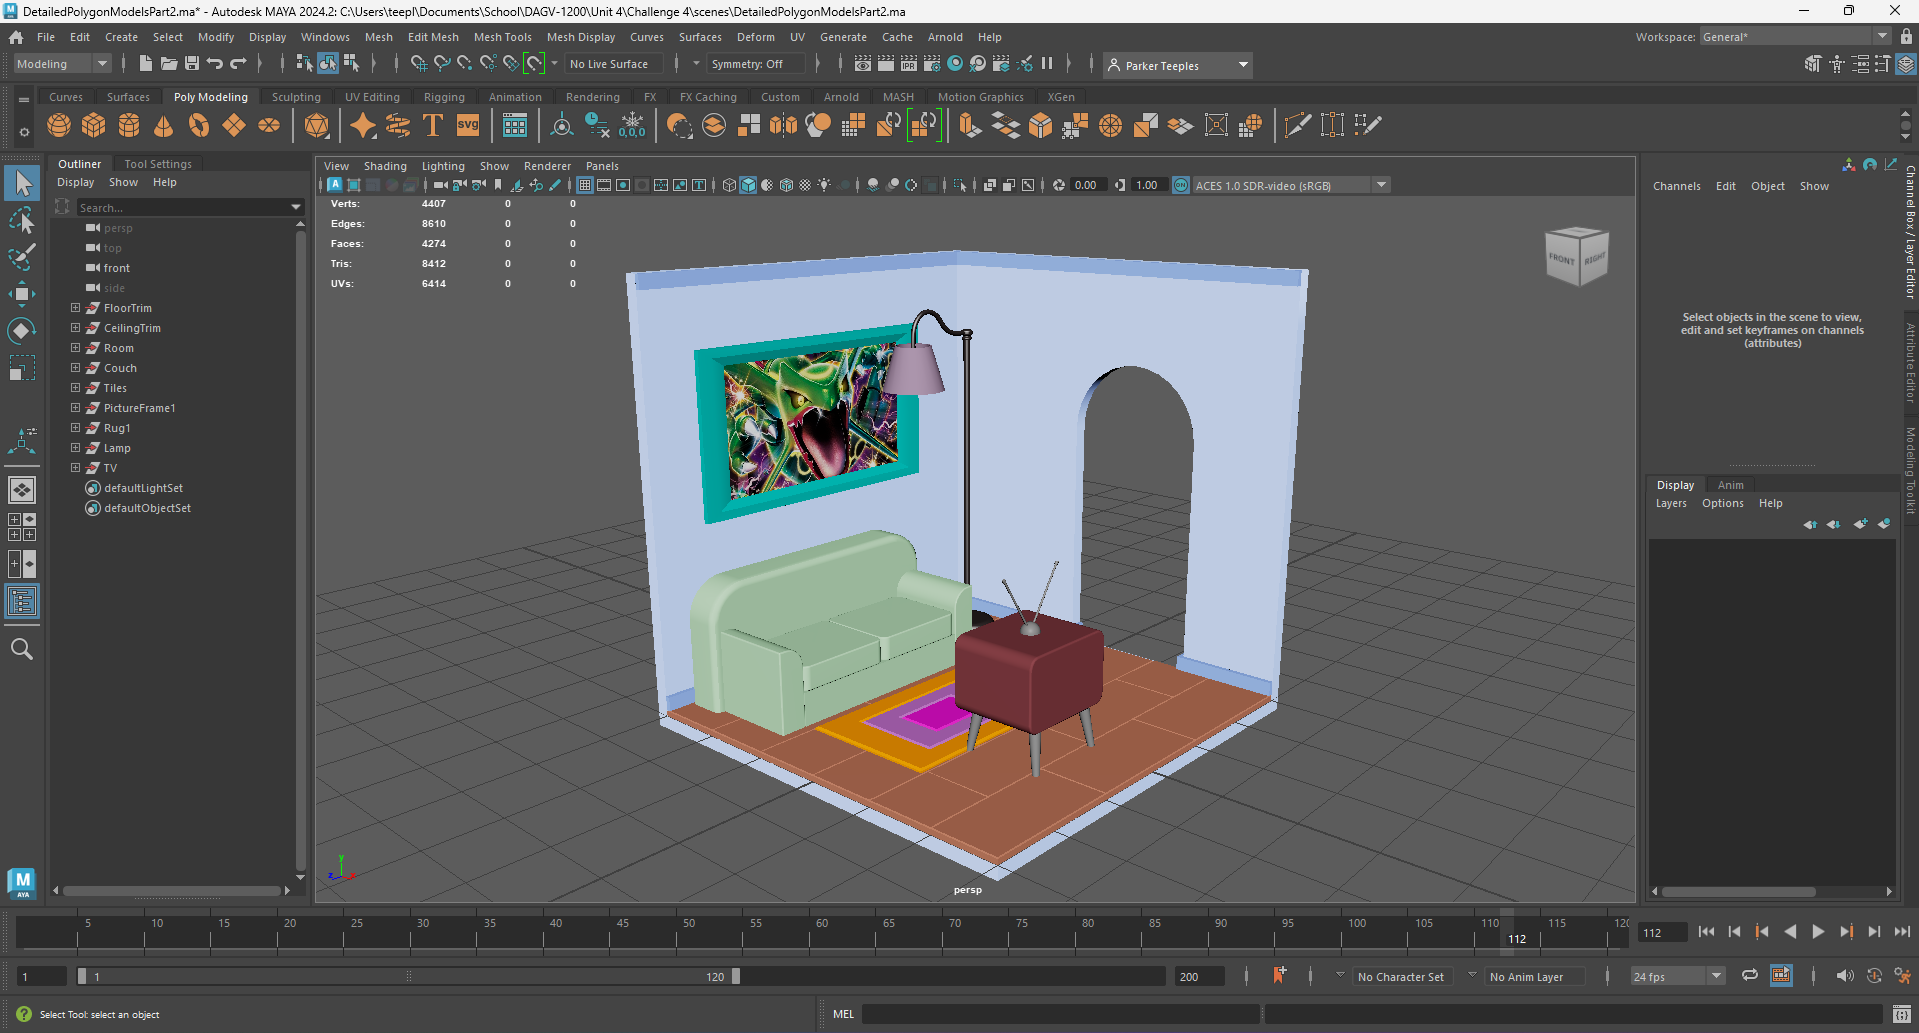 DetailedPolygonModelsPart2.ma* - Autodesk MAYA 2024.2: C:\Users\teepl\Documents\School\DAGV-1200\Unit 4\Challenge 4\scenes\DetailedPolygonModelsPart2.ma
File Edit Create Select Modify Display Windows Mesh Edit Mesh Mesh Tools Mesh Display Curves Surfaces Deform UV Generate Cache Arnold Help Workspace: General*
Modeling No Live Surface Symmetry: Off IPR Parker Teeples
Curves Surfaces Poly Modeling Sculpting UV Editing Rigging Animation Rendering FX FX Caching Custom Arnold MASH Motion Graphics XGen
T SVG 0,0,0
Outliner Tool Settings
Display Show Help
Search...
persp
top
front
side
FloorTrim
CeilingTrim
Room
Couch
Tiles
PictureFrame1
Rug1
Lamp
TV
defaultLightSet
defaultObjectSet
View Shading Lighting Show Renderer Panels
A 0.00 1.00 ON ACES 1.0 SDR-video (sRGB)
Verts: 4407 0 0
Edges: 8610 0 0
Faces: 4274 0 0
Tris: 8412 0 0
UVs: 6414 0 0
FRONT RIGHT
y
z x
persp
Channels Edit Object Show
Select objects in the scene to view,
edit and set keyframes on channels
(attributes)
Channel Box / Layer Editor
Attribute Editor
Modeling Toolkit
Display Anim
Layers Options Help
M
AYA
5 10 15 20 25 30 35 40 45 50 55 60 65 70 75 80 85 90 95 100 105 110 115 120
112 112
1 1 120 200 No Character Set No Anim Layer 24 fps
Select Tool: select an object MEL